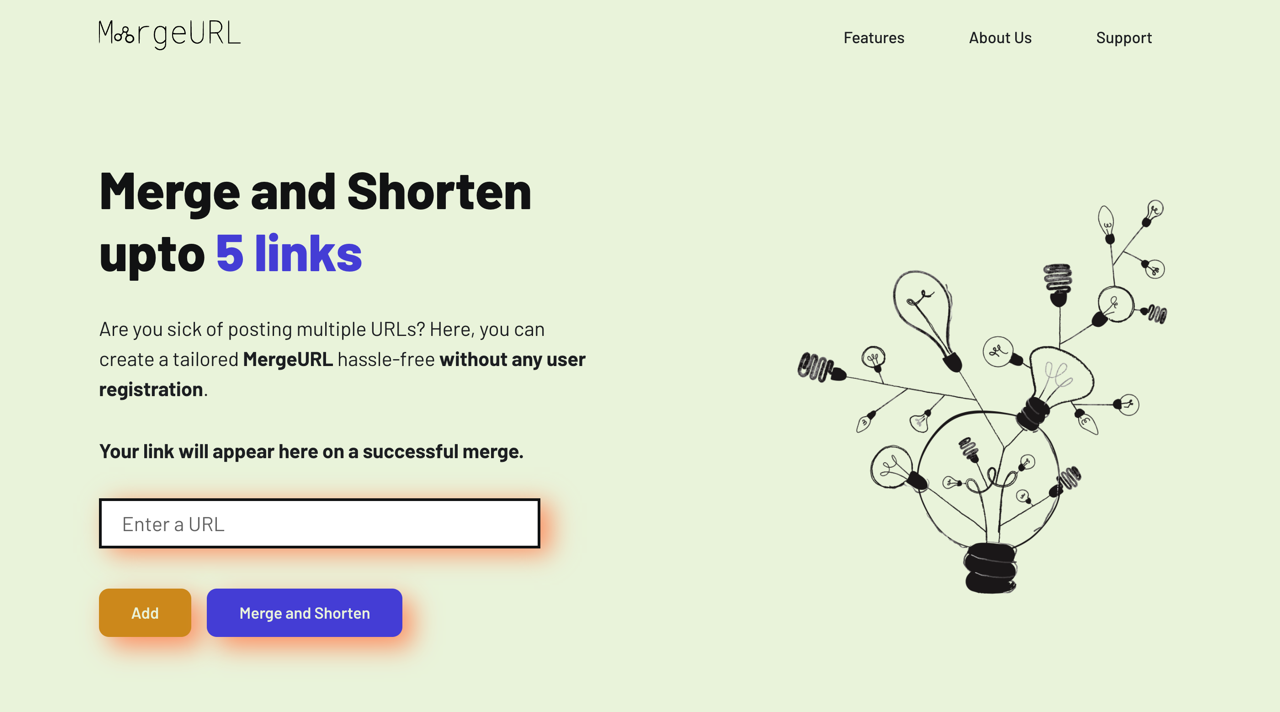 MergeURL
Features
About Us
Support
Merge and Shorten
upto 5 links
Are you sick of posting multiple URLs? Here, you can
create a tailored MergeURL hassle-free without any user
registration.
Your link will appear here on a successful merge.
Enter a URL
Add
Merge and Shorten